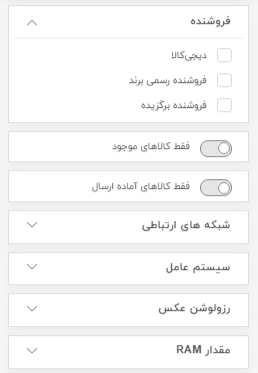 فروشنده
دیجی‌کالا
فروشنده رسمی برند
فروشنده برگزیده
فقط کالاهای موجود
فقط کالاهای آماده ارسال
شبکه های ارتباطی
سیستم عامل
رزولوشن عکس
مقدار RAM